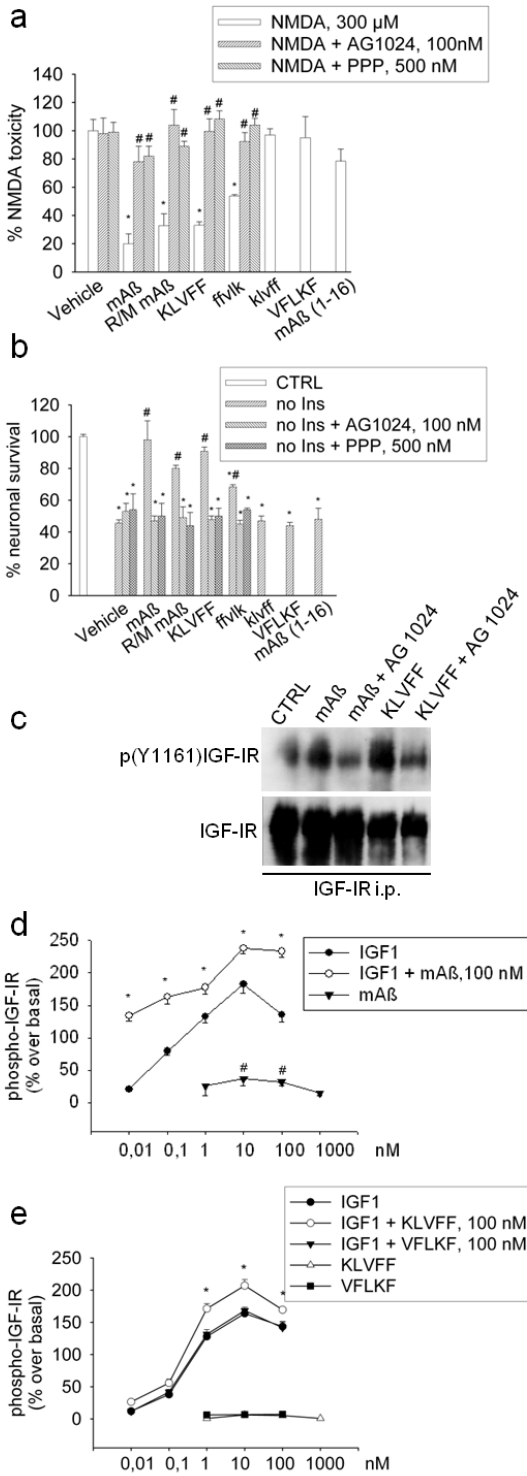 a
NMDA, 300 µM
NMDA + AG1024, 100nM
NMDA + PPP, 500 nM
% NMDA toxicity
140
120
100
80
60
40
20
0
# # # # # # # #
* * * *
Vehicle
mAß
R/M mAß
KLVFF
ffvlk
klvff
VFLKF
mAß (1-16)
b
CTRL
no Ins
no Ins + AG1024, 100 nM
no Ins + PPP, 500 nM
% neuronal survival
120
100
80
60
40
20
0
# # # *#
* * * * * * * * * * * * * *
Vehicle
mAß
R/M mAß
KLVFF
ffvlk
klvff
VFLKF
mAß (1-16)
c
CTRL
mAß
mAß + AG 1024
KLVFF
KLVFF + AG 1024
p(Y1161)IGF-IR
IGF-IR
IGF-IR i.p.
d
IGF1
IGF1 + mAß,100 nM
mAß
phospho-IGF-IR
(% over basal)
250
200
150
100
50
0
* * * * *
# #
0,01 0,1 1 10 100 1000 nM
e
IGF1
IGF1 + KLVFF, 100 nM
IGF1 + VFLKF, 100 nM
KLVFF
VFLKF
phospho-IGF-IR
(% over basal)
250
200
150
100
50
0
* * *
0,01 0,1 1 10 100 1000 nM